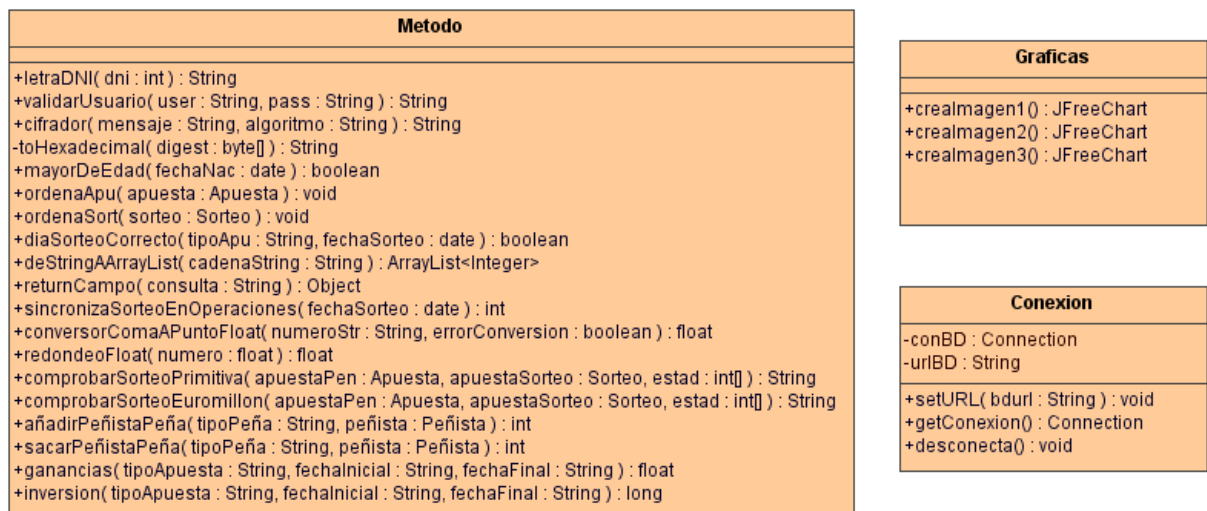 Metodo
+letraDNI( dni : int ) : String
+validarUsuario( user : String, pass : String ) : String
+cifrador( mensaje : String, algoritmo : String ) : String
-toHexadecimal( digest : byte[] ) : String
+mayorDeEdad( fechaNac : date ) : boolean
+ordenaApu( apuesta : Apuesta ) : void
+ordenaSort( sorteo : Sorteo ) : void
+diaSorteoCorrecto( tipoApu : String, fechaSorteo : date ) : boolean
+deStringAArrayList( cadenaString : String ) : ArrayList<Integer>
+returnCampo( consulta : String ) : Object
+sincronizaSorteoEnOperaciones( fechaSorteo : date ) : int
+conversorComaAPuntoFloat( numeroStr : String, errorConversion : boolean ) : float
+redondeoFloat( numero : float ) : float
+comprobarSorteoPrimitiva( apuestaPen : Apuesta, apuestaSorteo : Sorteo, estad : int[] ) : String
+comprobarSorteoEuromillon( apuestaPen : Apuesta, apuestaSorteo : Sorteo, estad : int[] ) : String
+añadirPeñistaPeña( tipoPeña : String, peñista : Peñista ) : int
+sacarPeñistaPeña( tipoPeña : String, peñista : Peñista ) : int
+ganancias( tipoApuesta : String, fechaInicial : String, fechaFinal : String ) : float
+inversion( tipoApuesta : String, fechaInicial : String, fechaFinal : String ) : long
Graficas
+creaImagen1() : JFreeChart
+creaImagen2() : JFreeChart
+creaImagen3() : JFreeChart
Conexion
-conBD : Connection
-urlBD : String
+setURL( bdurl : String ) : void
+getConexion() : Connection
+desconecta() : void